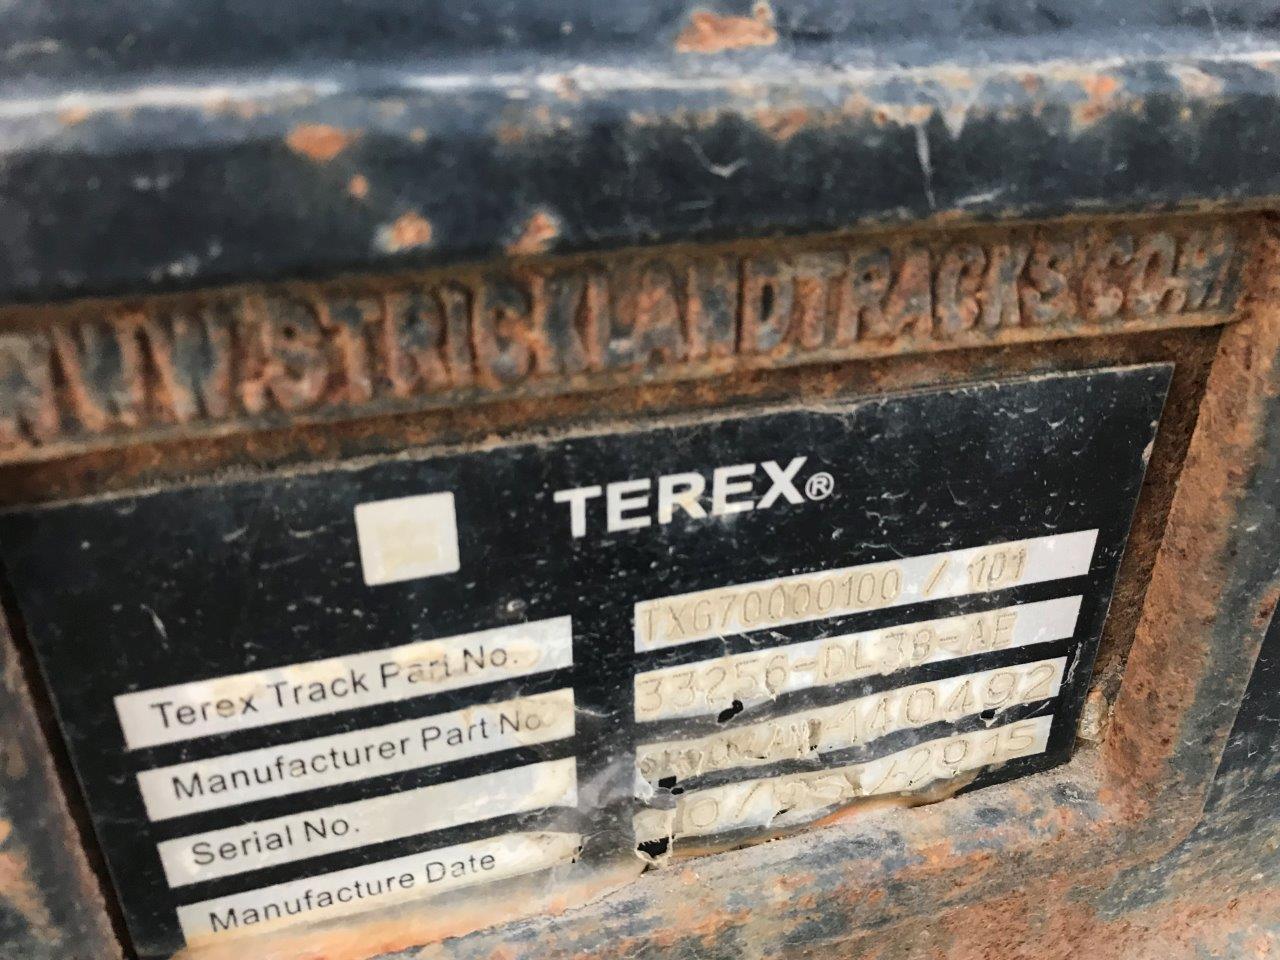 WWW.STRICKLANDTRACKS.COM
TEREX®
Terex Track Part No. TXG70000100 / 101
Manufacturer Part No 33256-DL38-AE
Serial No. -140492
Manufacture Date